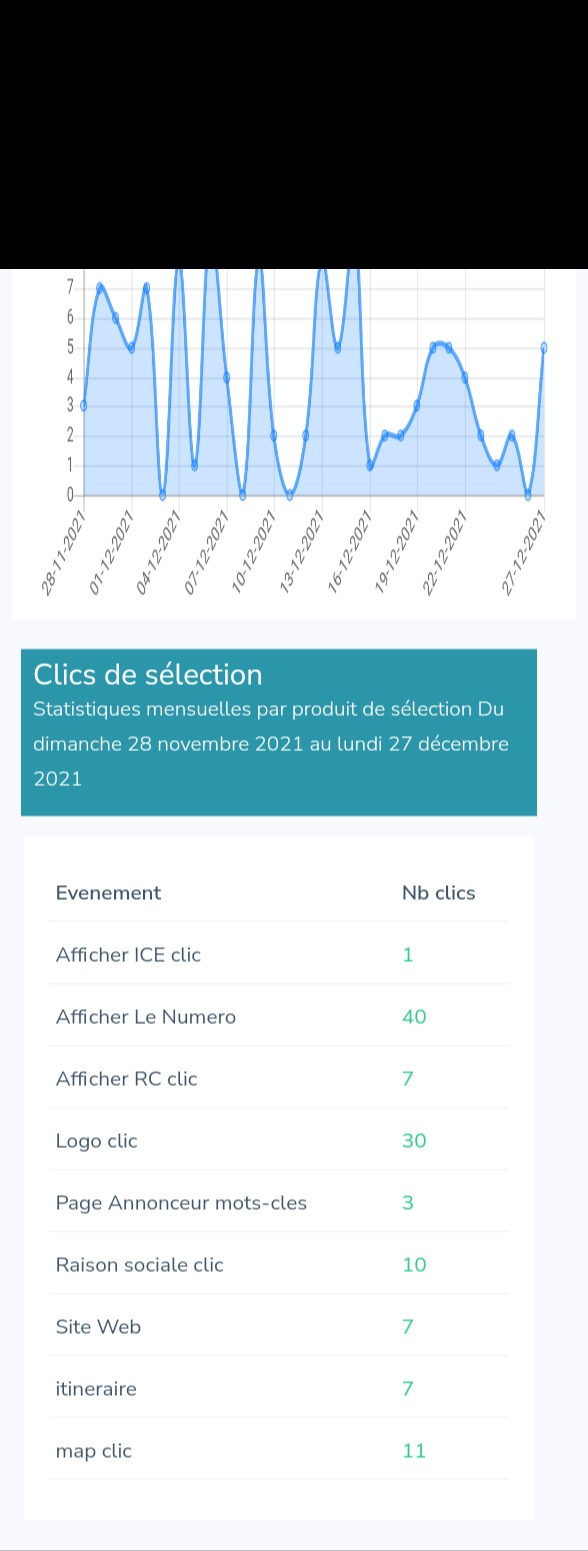 7
6
5
4
3
2
1
0
28-11-2021 01-12-2021 04-12-2021 07-12-2021 10-12-2021 13-12-2021 16-12-2021 19-12-2021 22-12-2021 27-12-2021
Clics de sélection
Statistiques mensuelles par produit de sélection Du
dimanche 28 novembre 2021 au lundi 27 décembre
2021
Evenement Nb clics
Afficher ICE clic 1
Afficher Le Numero 40
Afficher RC clic 7
Logo clic 30
Page Annonceur mots-cles 3
Raison sociale clic 10
Site Web 7
itineraire 7
map clic 11